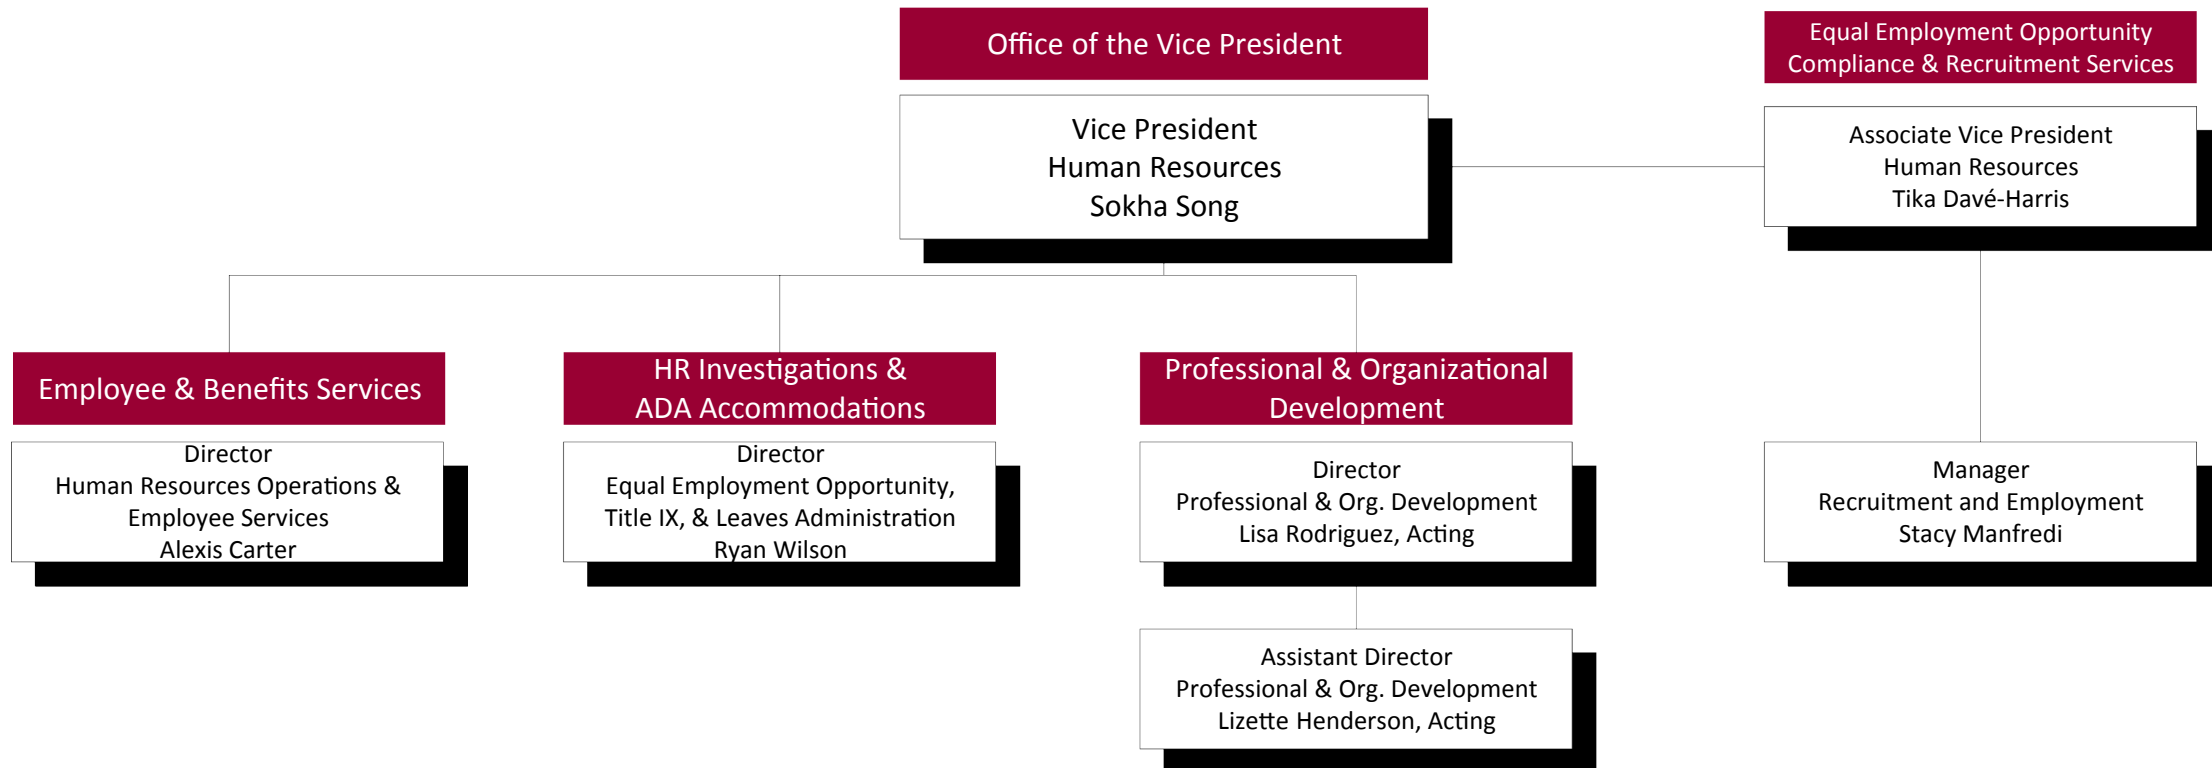 Office of the Vice President
Vice President
Human Resources
Sokha Song
Equal Employment Opportunity
Compliance & Recruitment Services
Associate Vice President
Human Resources
Tika Davé-Harris
Employee & Benefits Services
Director
Human Resources Operations &
Employee Services
Alexis Carter
HR Investigations &
ADA Accommodations
Director
Equal Employment Opportunity,
Title IX, & Leaves Administration
Ryan Wilson
Professional & Organizational
Development
Director
Professional & Org. Development
Lisa Rodriguez, Acting
Assistant Director
Professional & Org. Development
Lizette Henderson, Acting
Manager
Recruitment and Employment
Stacy Manfredi